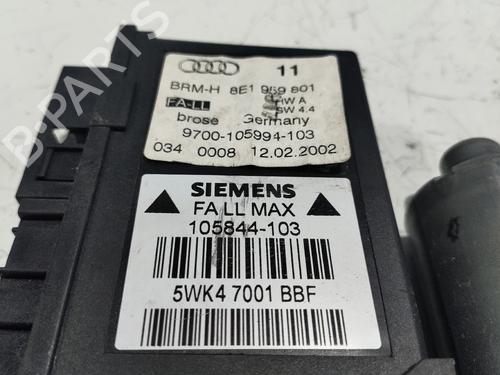 11
BRM-H 8E1 959 801
FA-LL HW A
SW 4.4
brose Germany
9700-105994-103
034 0008 12.02.2002
SIEMENS
FA LL MAX
105844-103
5WK4 7001 BBF
B-PARTS